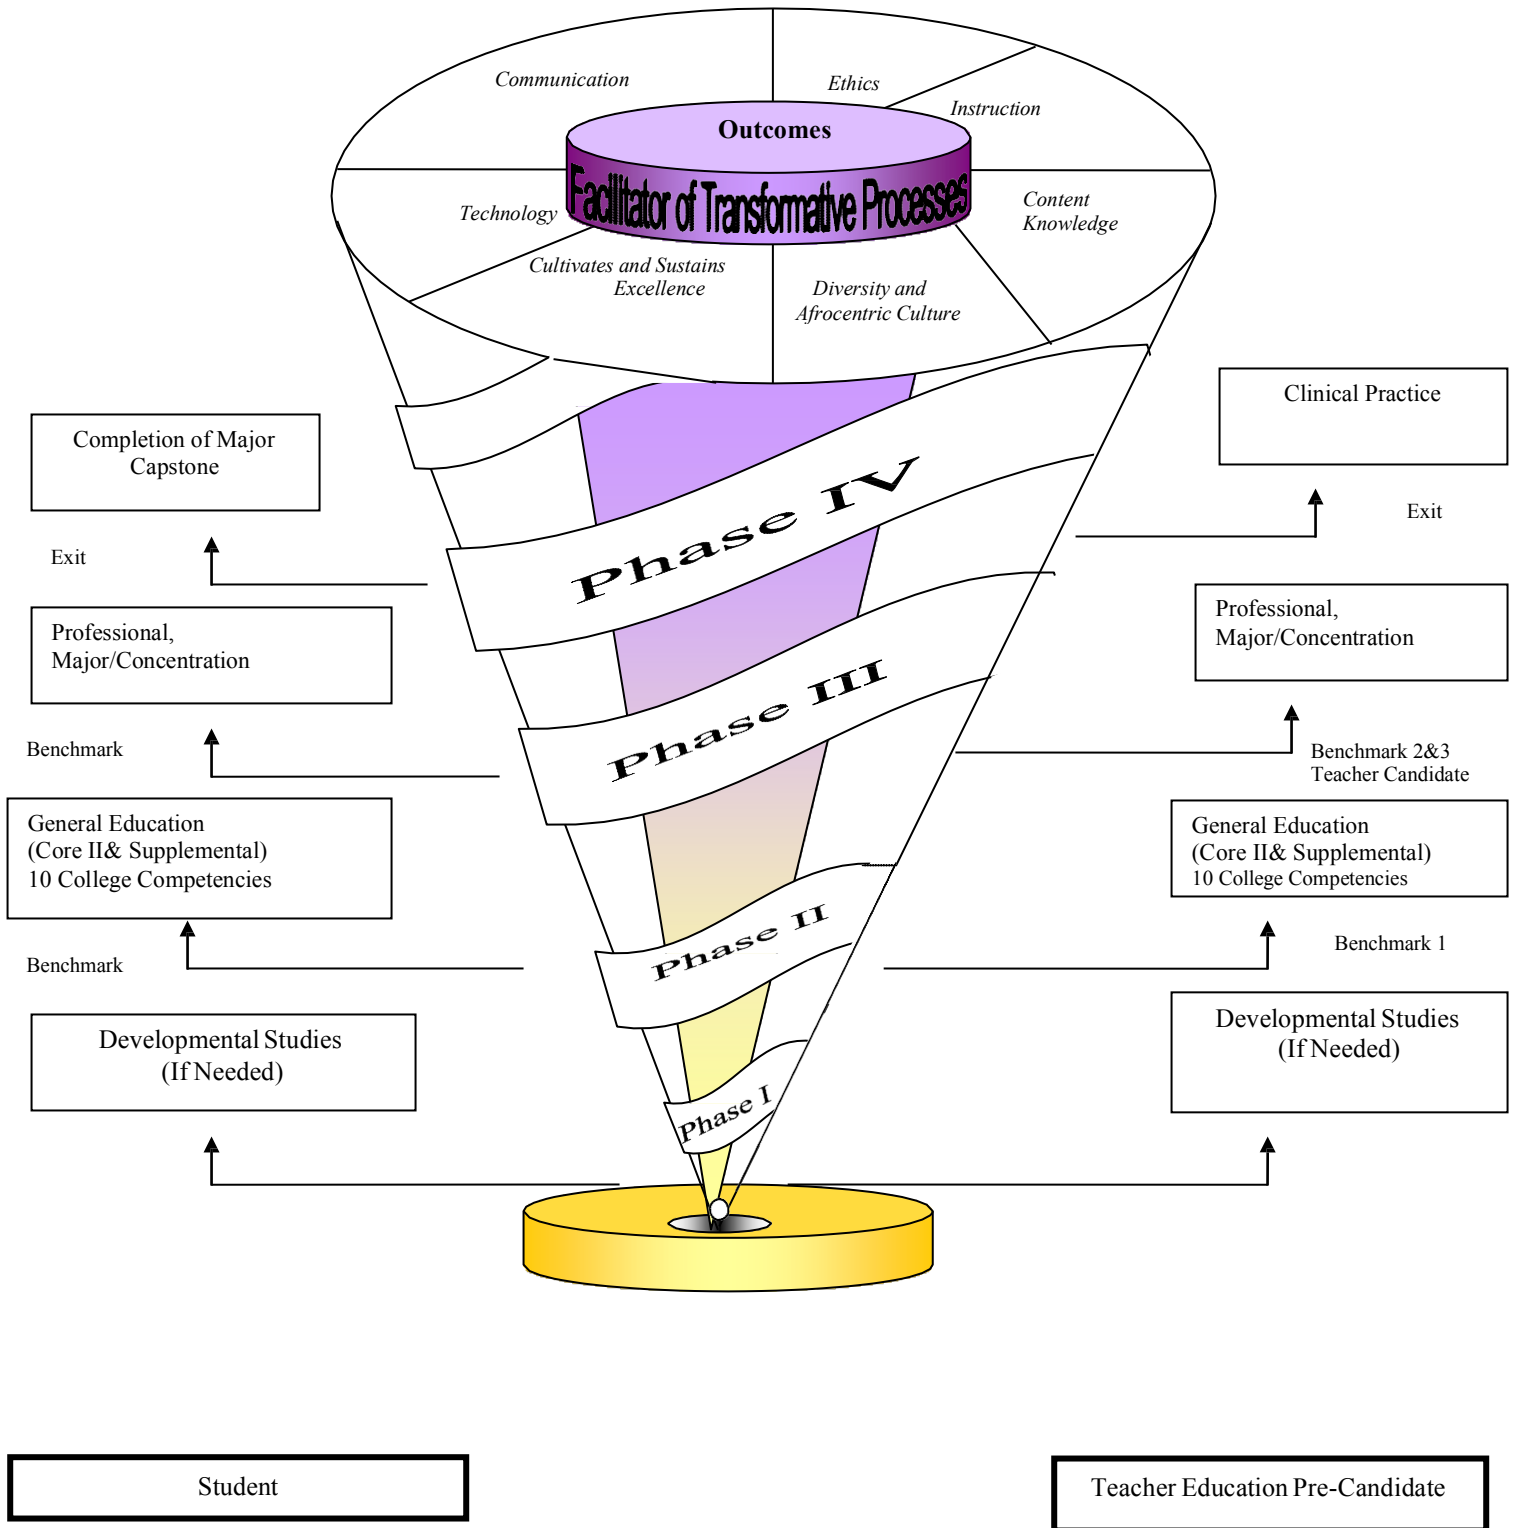 Communication
Ethics
Instruction
Outcomes
Facilitator of Transformative Processes
Technology
Content
Knowledge
Cultivates and Sustains
Excellence
Diversity and
Afrocentric Culture
Completion of Major
Capstone
Exit
Professional,
Major/Concentration
Benchmark
General Education
(Core II& Supplemental)
10 College Competencies
Benchmark
Developmental Studies
(If Needed)
Phase IV
Phase III
Phase II
Phase I
Clinical Practice
Exit
Professional,
Major/Concentration
Benchmark 2&3
Teacher Candidate
General Education
(Core II& Supplemental)
10 College Competencies
Benchmark 1
Developmental Studies
(If Needed)
Student
Teacher Education Pre-Candidate